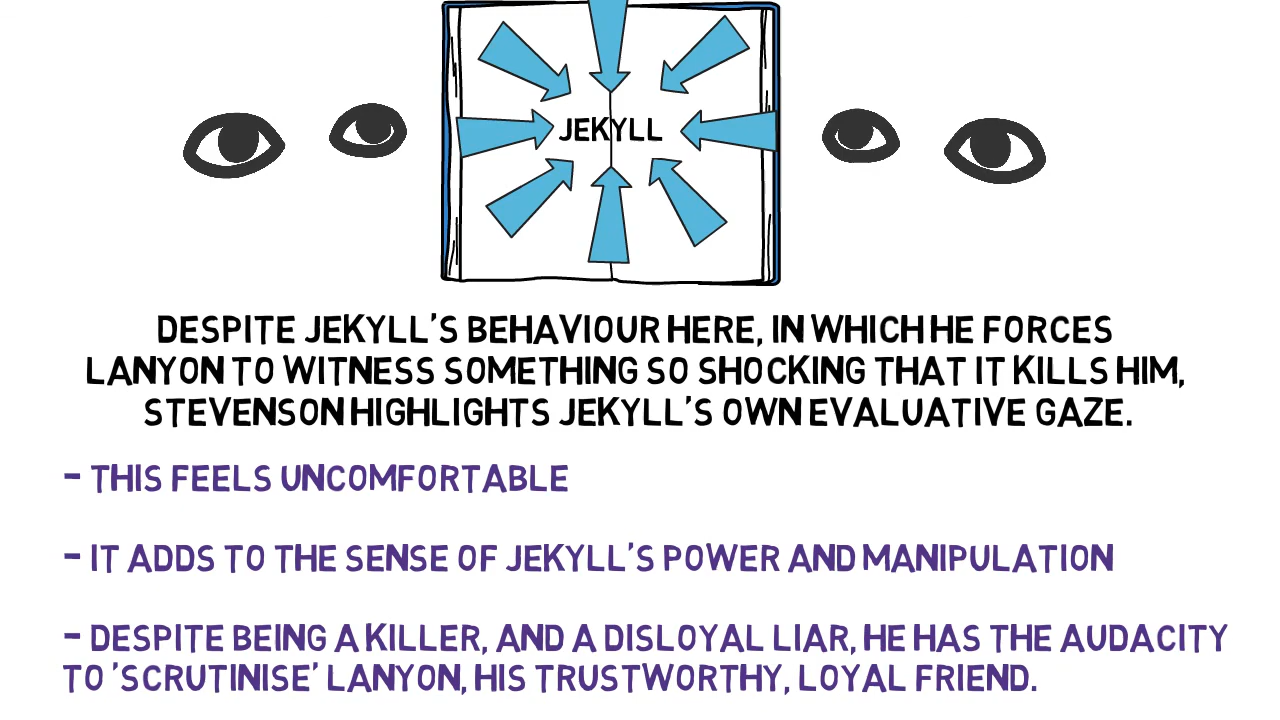 JEKYLL
DESPITE JEKYLL'S BEHAVIOUR HERE, IN WHICH HE FORCES
LANYON TO WITNESS SOMETHING SO SHOCKING THAT IT KILLS HIM,
STEVENSON HIGHLIGHTS JEKYLL'S OWN EVALUATIVE GAZE.
- THIS FEELS UNCOMFORTABLE
- IT ADDS TO THE SENSE OF JEKYLL'S POWER AND MANIPULATION
- DESPITE BEING A KILLER, AND A DISLOYAL LIAR, HE HAS THE AUDACITY
TO 'SCRUTINISE' LANYON, HIS TRUSTWORTHY, LOYAL FRIEND.